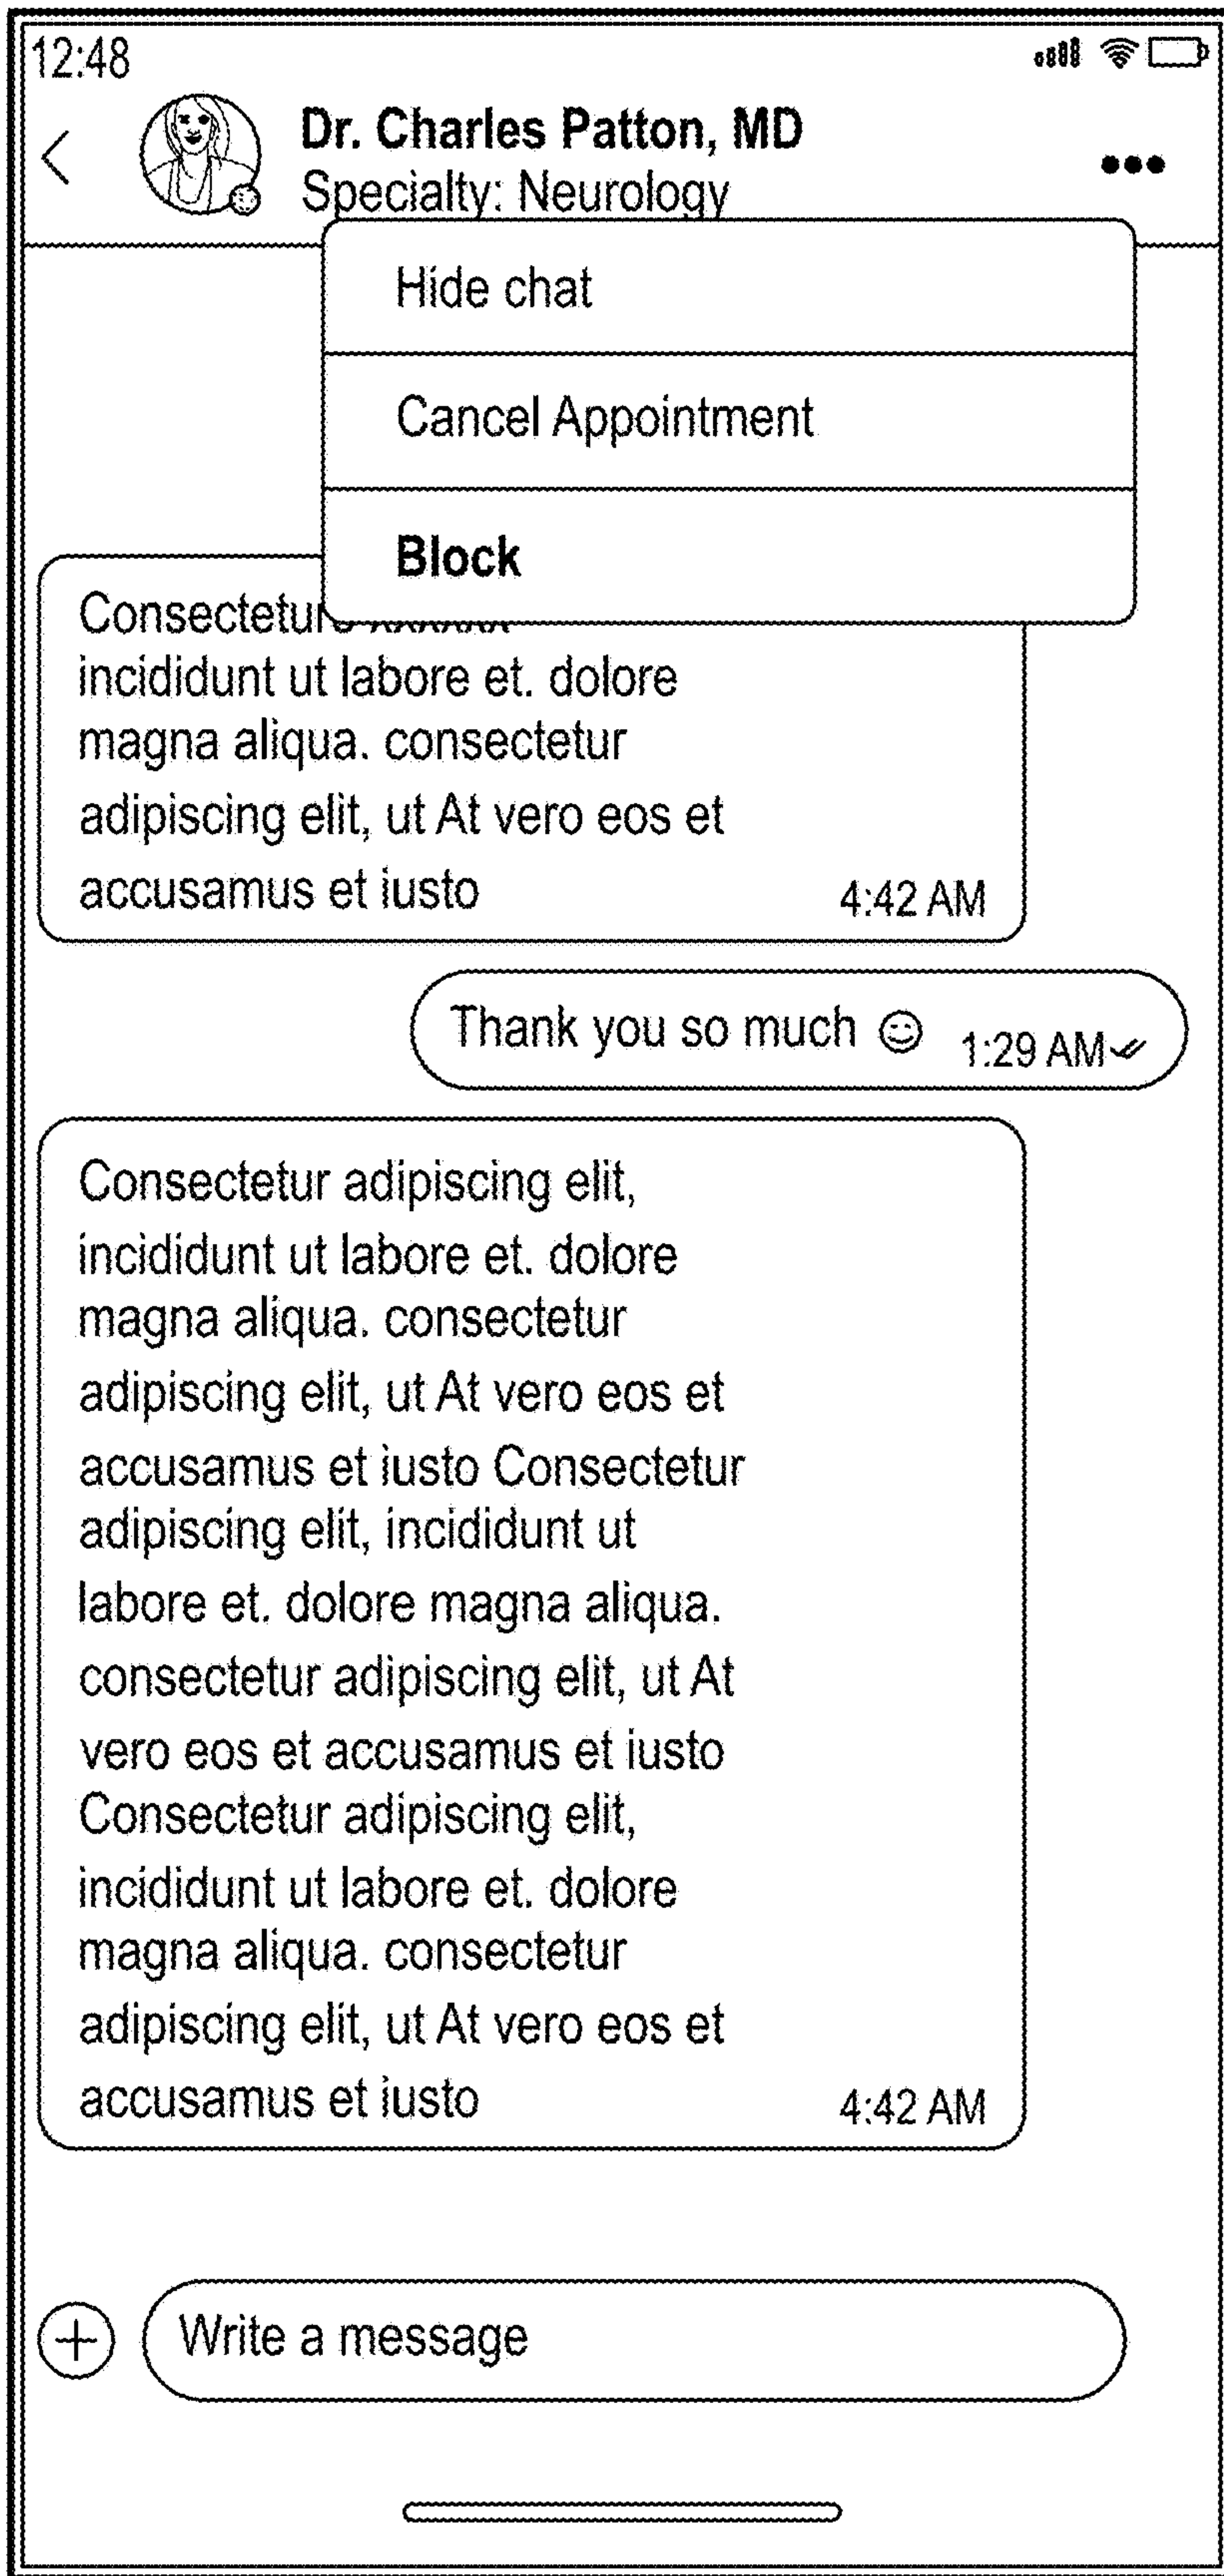 12:48
Dr. Charles Patton, MD
Specialty: Neurology
Hide chat
Cancel Appointment
Block
Consectetur
incididunt ut labore et. dolore
magna aliqua. consectetur
adipiscing elit, ut At vero eos et
accusamus et iusto 4:42 AM
Thank you so much ☺ 1:29 AM
Consectetur adipiscing elit,
incididunt ut labore et. dolore
magna aliqua. consectetur
adipiscing elit, ut At vero eos et
accusamus et iusto Consectetur
adipiscing elit, incididunt ut
labore et. dolore magna aliqua.
consectetur adipiscing elit, ut At
vero eos et accusamus et iusto
Consectetur adipiscing elit,
incididunt ut labore et. dolore
magna aliqua. consectetur
adipiscing elit, ut At vero eos et
accusamus et iusto 4:42 AM
Write a message